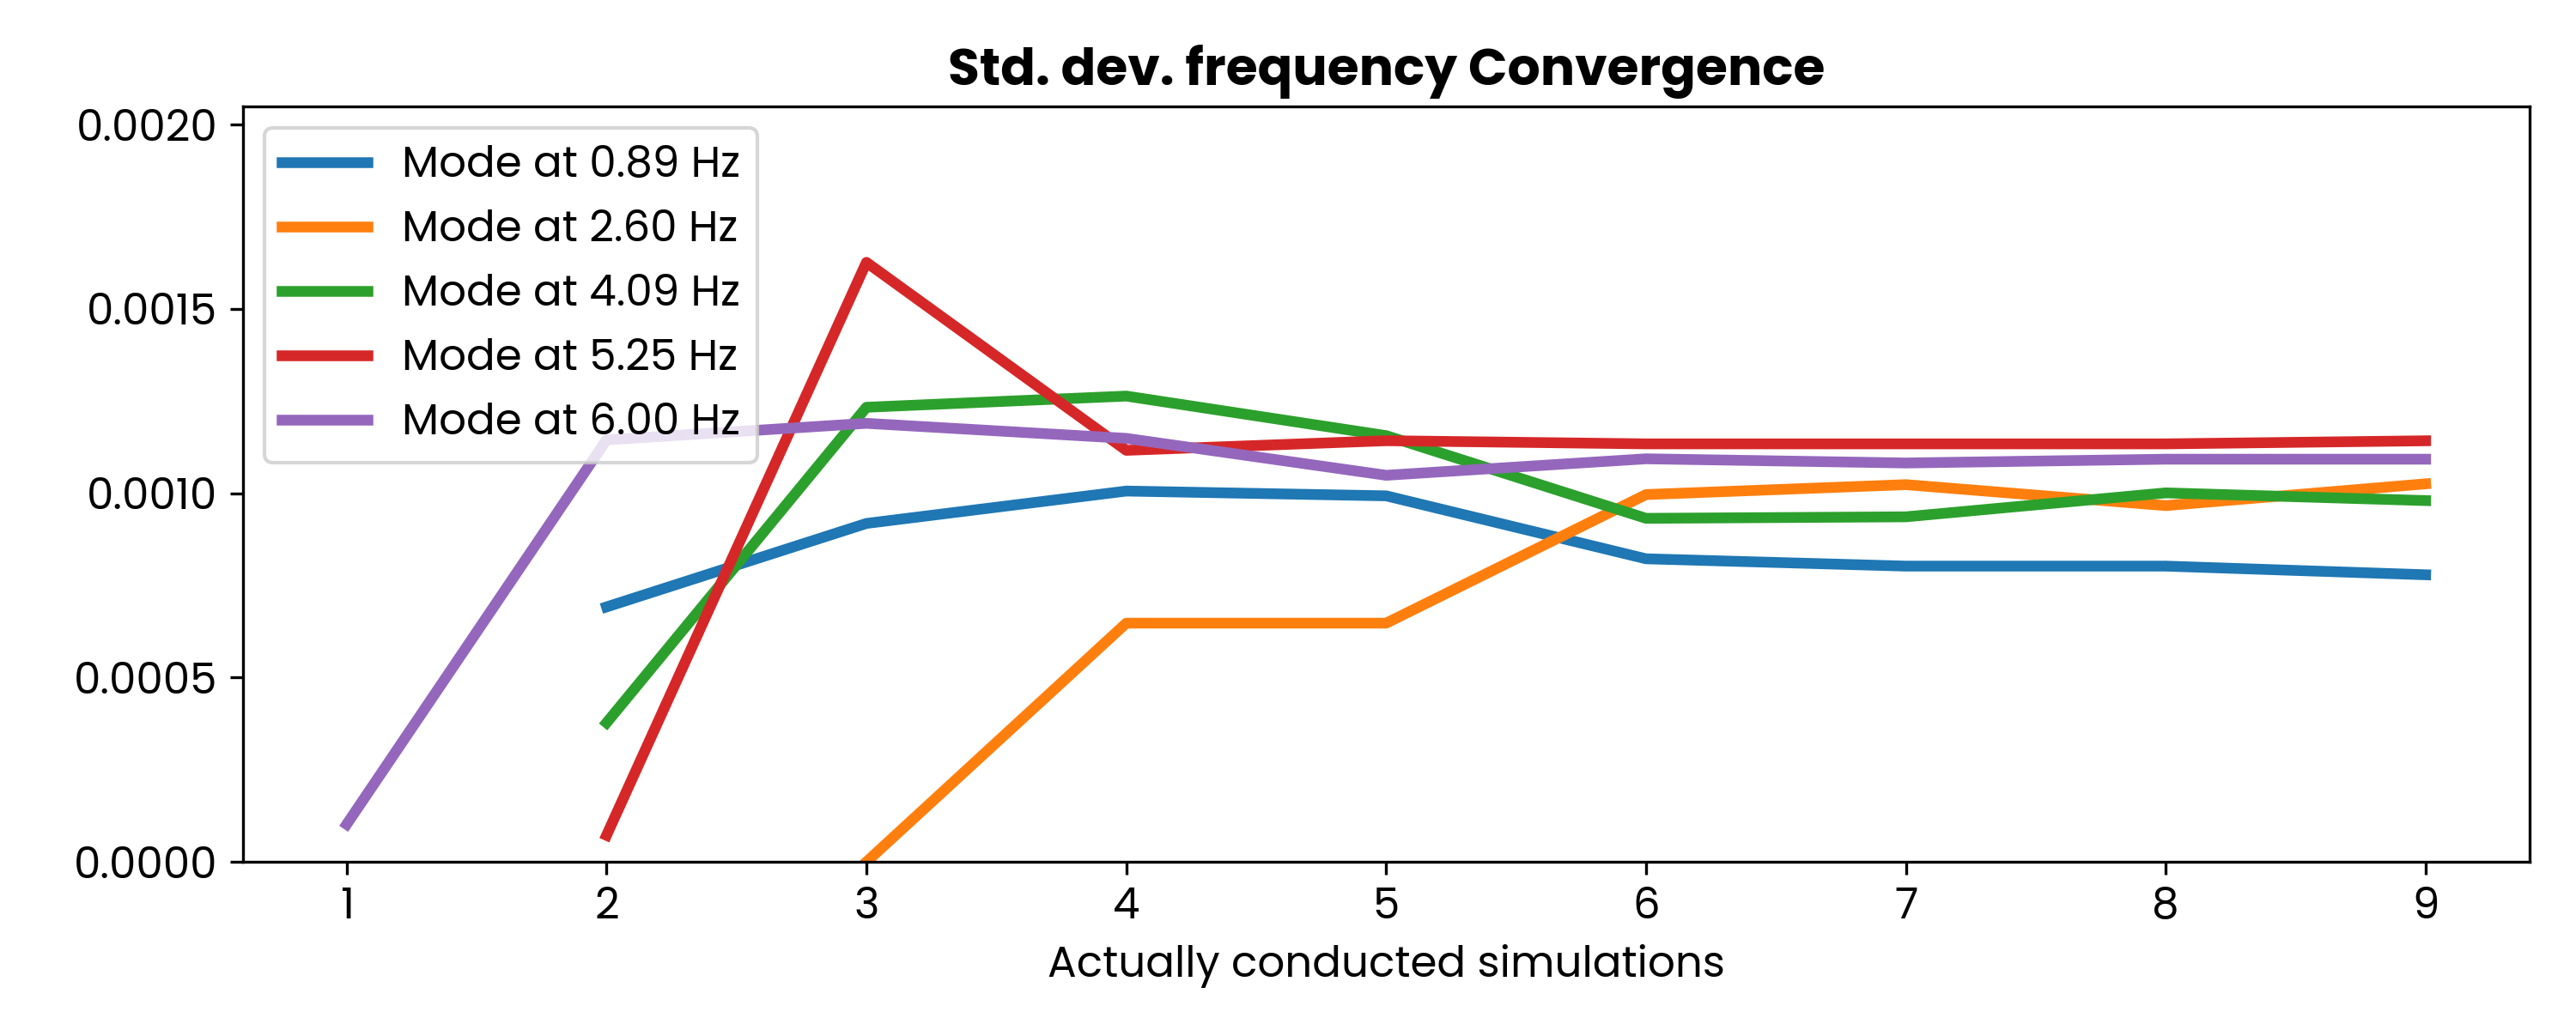 Std. dev. frequency Convergence
0.0020
0.0015
0.0010
0.0005
0.0000
Mode at 0.89 Hz
Mode at 2.60 Hz
Mode at 4.09 Hz
Mode at 5.25 Hz
Mode at 6.00 Hz
1 2 3 4 5 6 7 8 9
Actually conducted simulations